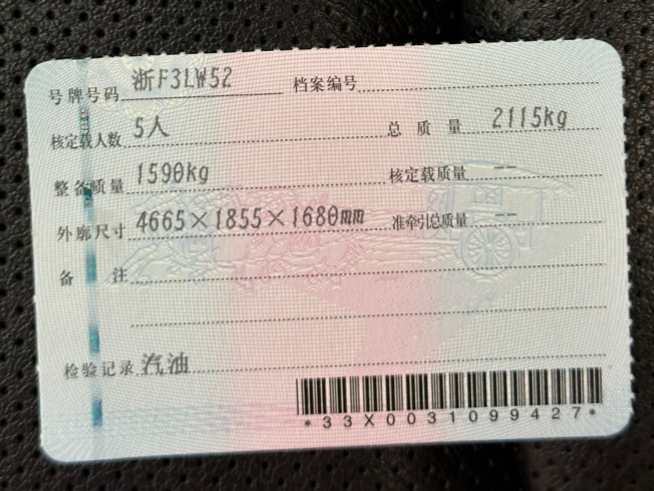 号牌号码 浙F3LW52 档案编号
核定载人数 5人 总质量 2115kg
整备质量 1590kg 核定载质量 --
外廓尺寸 4665×1855×1680mm 准牵引总质量 --
备注
检验记录 汽油
*33X0031099427*